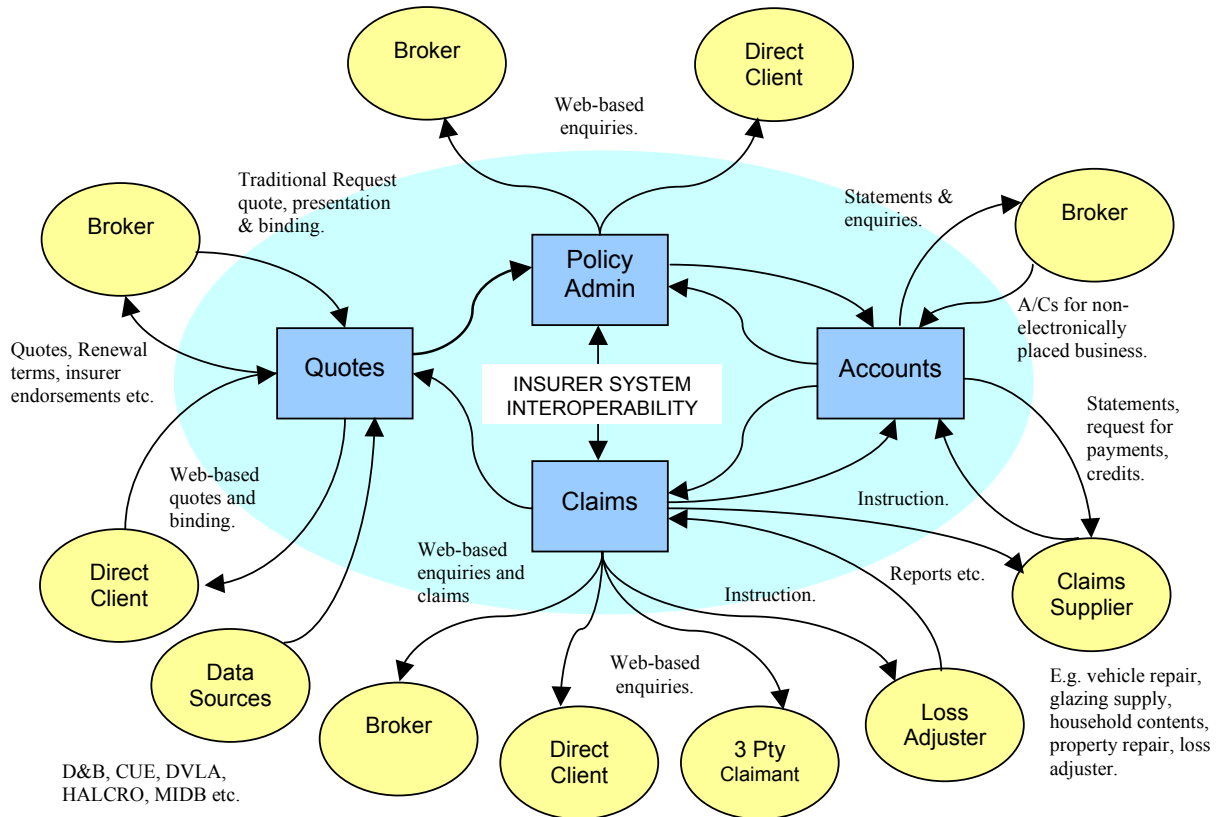 Broker
Direct
Client
Web-based
enquiries.
Traditional Request
quote, presentation
& binding.
Statements &
enquiries.
Broker
Broker
Policy
Admin
A/Cs for non-
electronically
placed business.
Quotes, Renewal
terms, insurer
endorsements etc.
Quotes
INSURER SYSTEM
INTEROPERABILITY
Accounts
Statements,
request for
payments,
credits.
Web-based
quotes and
binding.
Claims
Instruction.
Direct
Client
Web-based
enquiries and
claims
Instruction.
Reports etc.
Claims
Supplier
Data
Sources
Broker
Web-based
enquiries.
Direct
Client
3 Pty
Claimant
Loss
Adjuster
E.g. vehicle repair,
glazing supply,
household contents,
property repair, loss
adjuster.
D&B, CUE, DVLA,
HALCRO, MIDB etc.